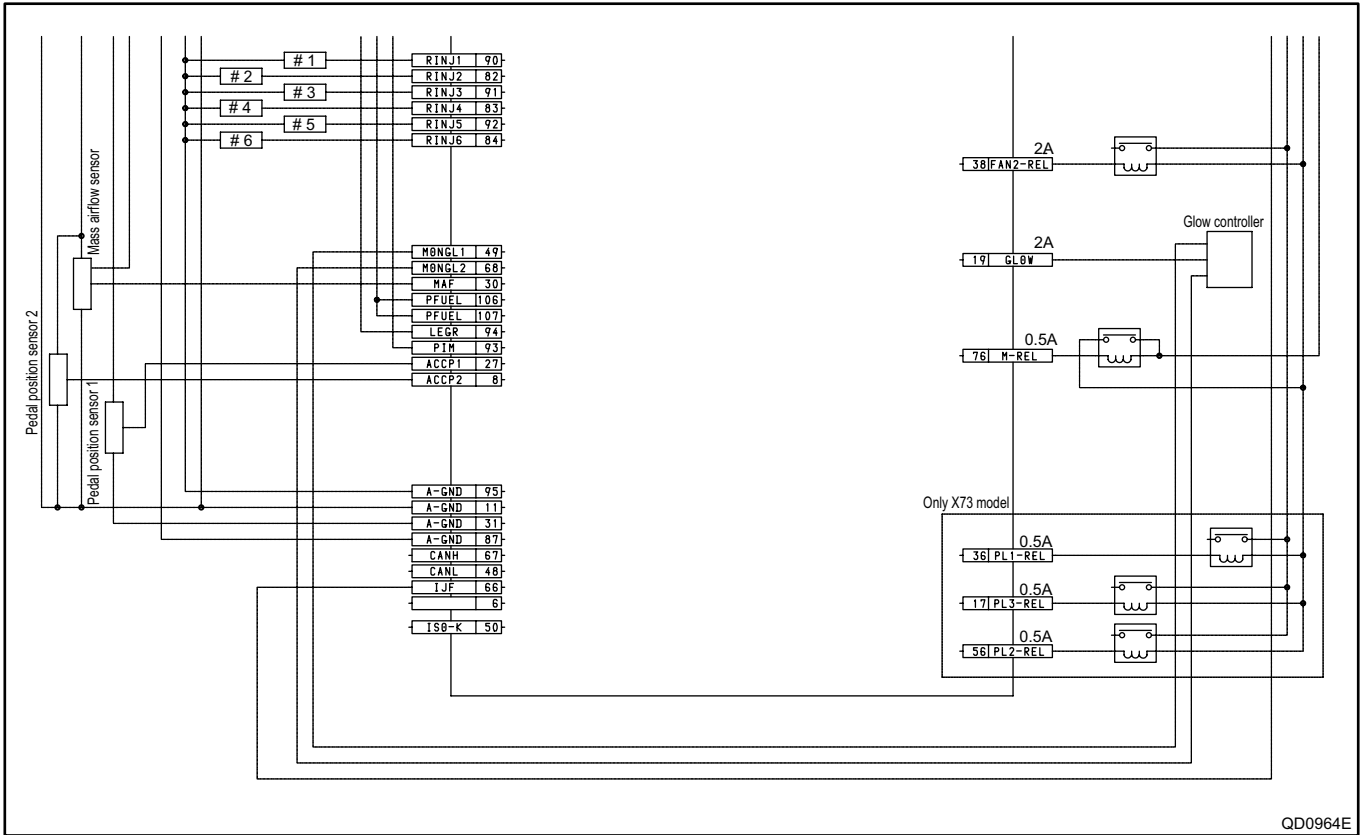 # 1
RINJ1 90
# 2
RINJ2 82
# 3
RINJ3 91
# 4
RINJ4 83
# 5
RINJ5 92
# 6
RINJ6 84
Mass airflow sensor
Pedal position sensor 2
Pedal position sensor 1
M0NGL1 49
M0NGL2 68
MAF 30
PFUEL 106
PFUEL 107
LEGR 94
PIM 93
ACCP1 27
ACCP2 8
A-GND 95
A-GND 11
A-GND 31
A-GND 87
CANH 67
CANL 48
IJF 66
6
IS0-K 50
2A
38 FAN2-REL
Glow controller
2A
19 GL0W
0.5A
76 M-REL
Only X73 model
0.5A
36 PL1-REL
0.5A
17 PL3-REL
0.5A
56 PL2-REL
QD0964E